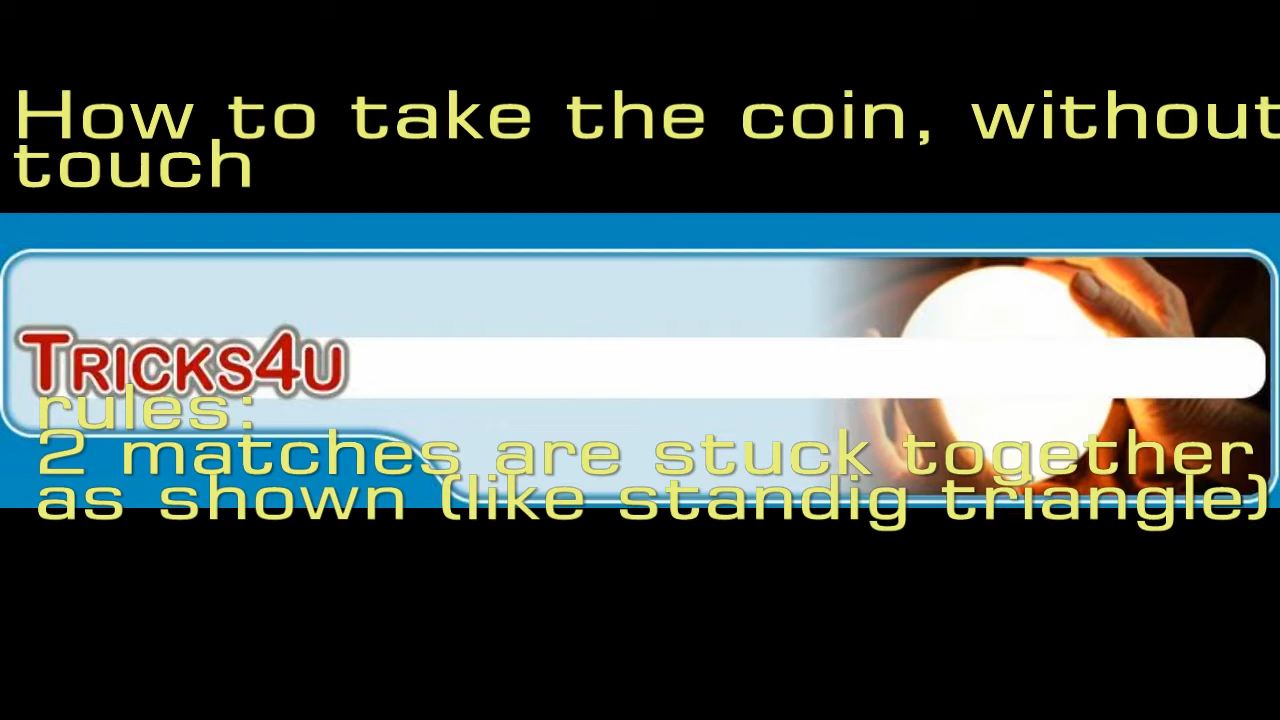 How to take the coin, without
touch
TRICKS4U
rules:
2 matches are stuck together
as shown (like standig triangle)